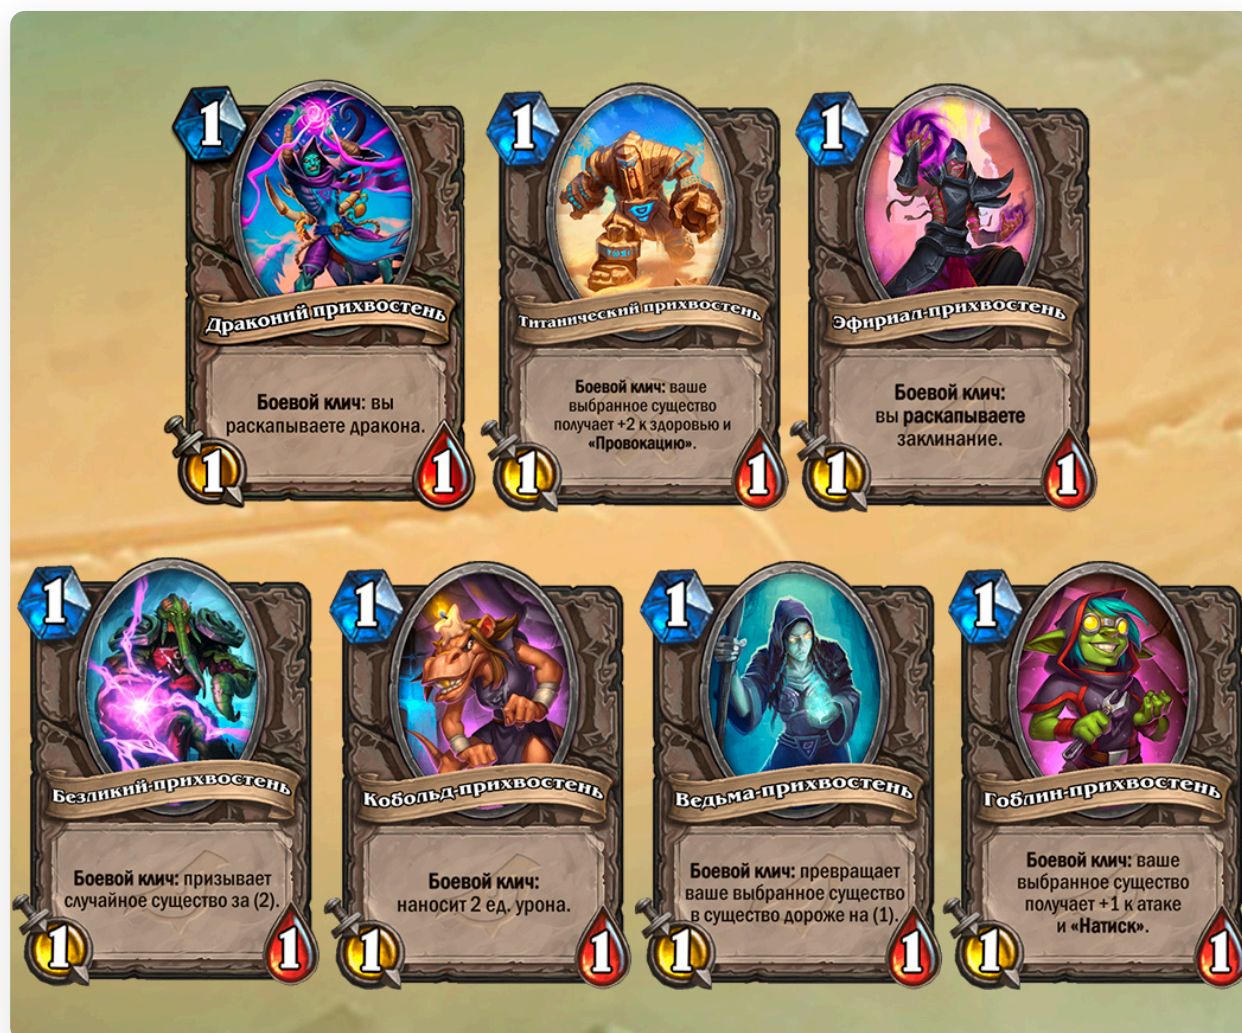 1
Драконий прихвостень
Боевой клич: вы
раскапываете дракона.
1
1
1
Титанический прихвостень
Боевой клич: ваше
выбранное существо
получает +2 к здоровью и
«Провокацию».
1
1
1
Эфириал-прихвостень
Боевой клич:
вы раскапываете
заклинание.
1
1
1
Безликий-прихвостень
Боевой клич: призывает
случайное существо за (2).
1
1
1
Кобольд-прихвостень
Боевой клич:
наносит 2 ед. урона.
1
1
1
Ведьма-прихвостень
Боевой клич: превращает
ваше выбранное существо
в существо дороже на (1).
1
1
1
Гоблин-прихвостень
Боевой клич: ваше
выбранное существо
получает +1 к атаке
и «Натиск».
1
1